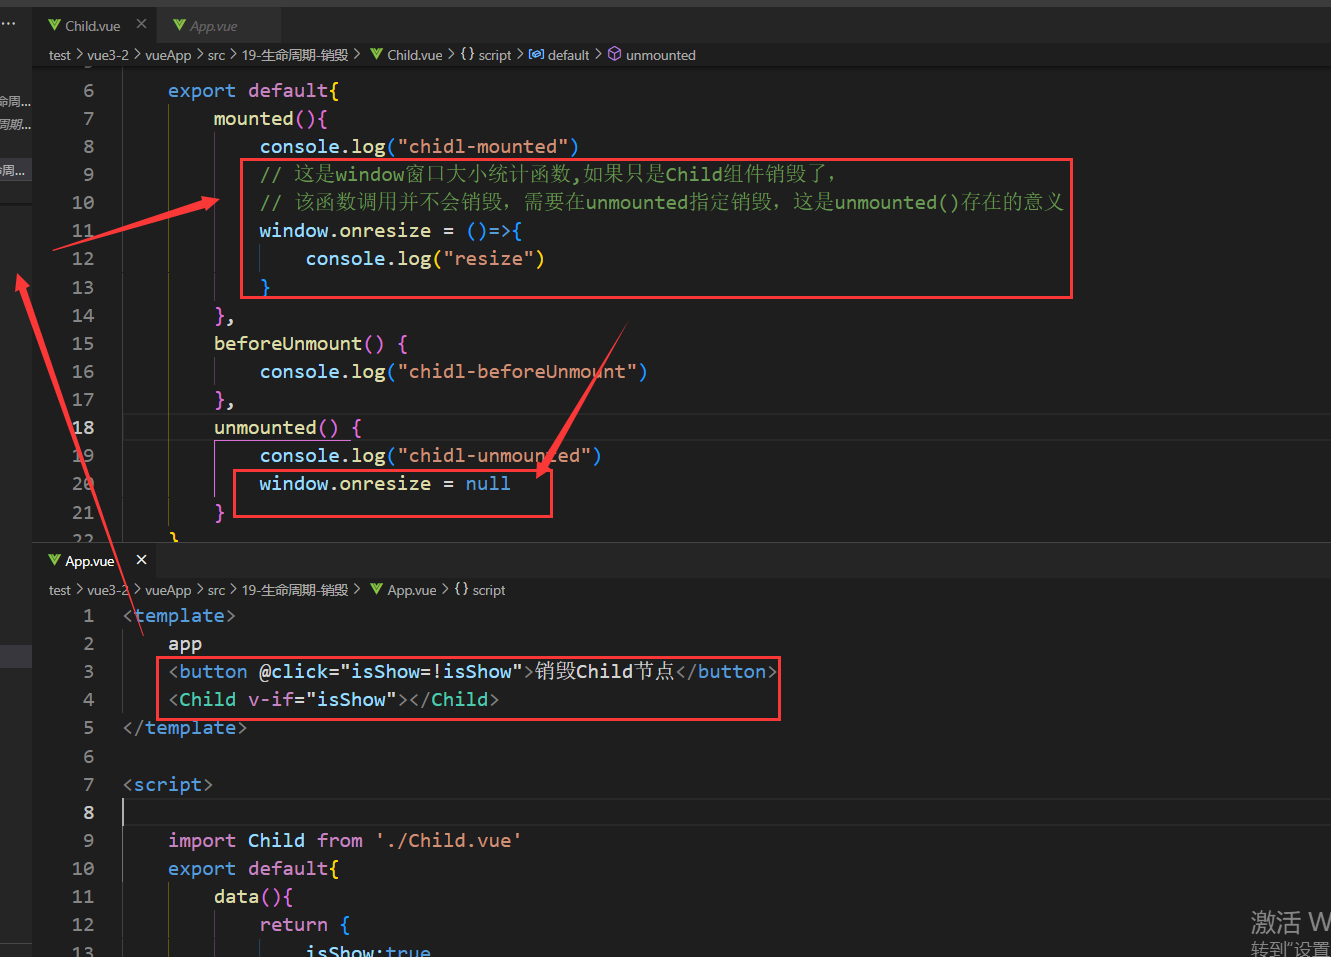 ...
Child.vue ×
App.vue
test > vue3-2 > vueApp > src > 19-生命周期-销毁 > Child.vue > {} script > default > unmounted
命周...
周期...
周...
6 export default{
7 mounted(){
8 console.log("chidl-mounted")
9 // 这是window窗口大小统计函数,如果只是Child组件销毁了,
10 // 该函数调用并不会销毁，需要在unmounted指定销毁，这是unmounted()存在的意义
11 window.onresize = ()=>{
12 console.log("resize")
13 }
14 },
15 beforeUnmount() {
16 console.log("chidl-beforeUnmount")
17 },
18 unmounted() {
19 console.log("chidl-unmounted")
20 window.onresize = null
21 }
22 }
App.vue ×
test > vue3-2 > vueApp > src > 19-生命周期-销毁 > App.vue > {} script
1 <template>
2 app
3 <button @click="isShow=!isShow">销毁Child节点</button>
4 <Child v-if="isShow"></Child>
5 </template>
6
7 <script>
8
9 import Child from './Child.vue'
10 export default{
11 data(){
12 return {
13 isShow:true
激活 W
转到"设置